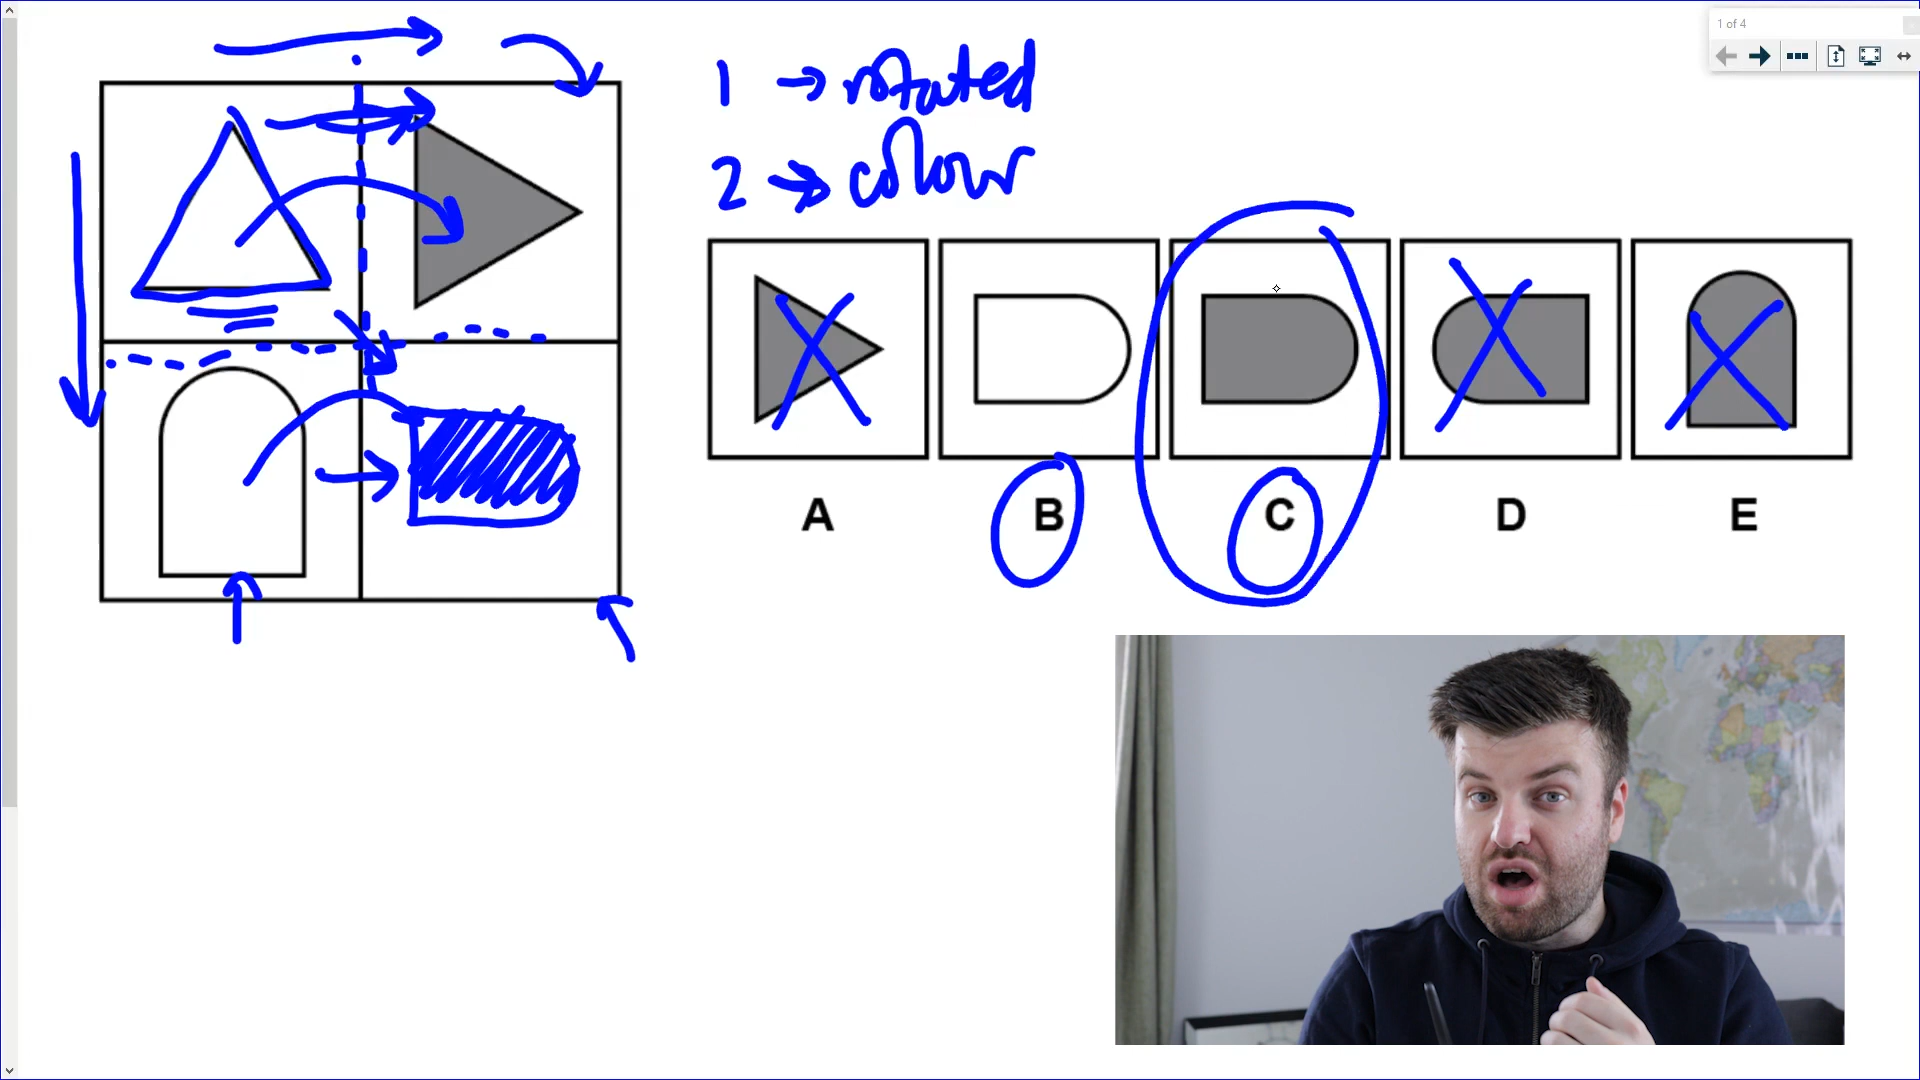 1 of 4
1 → rotated
2 → colour
A B C D E